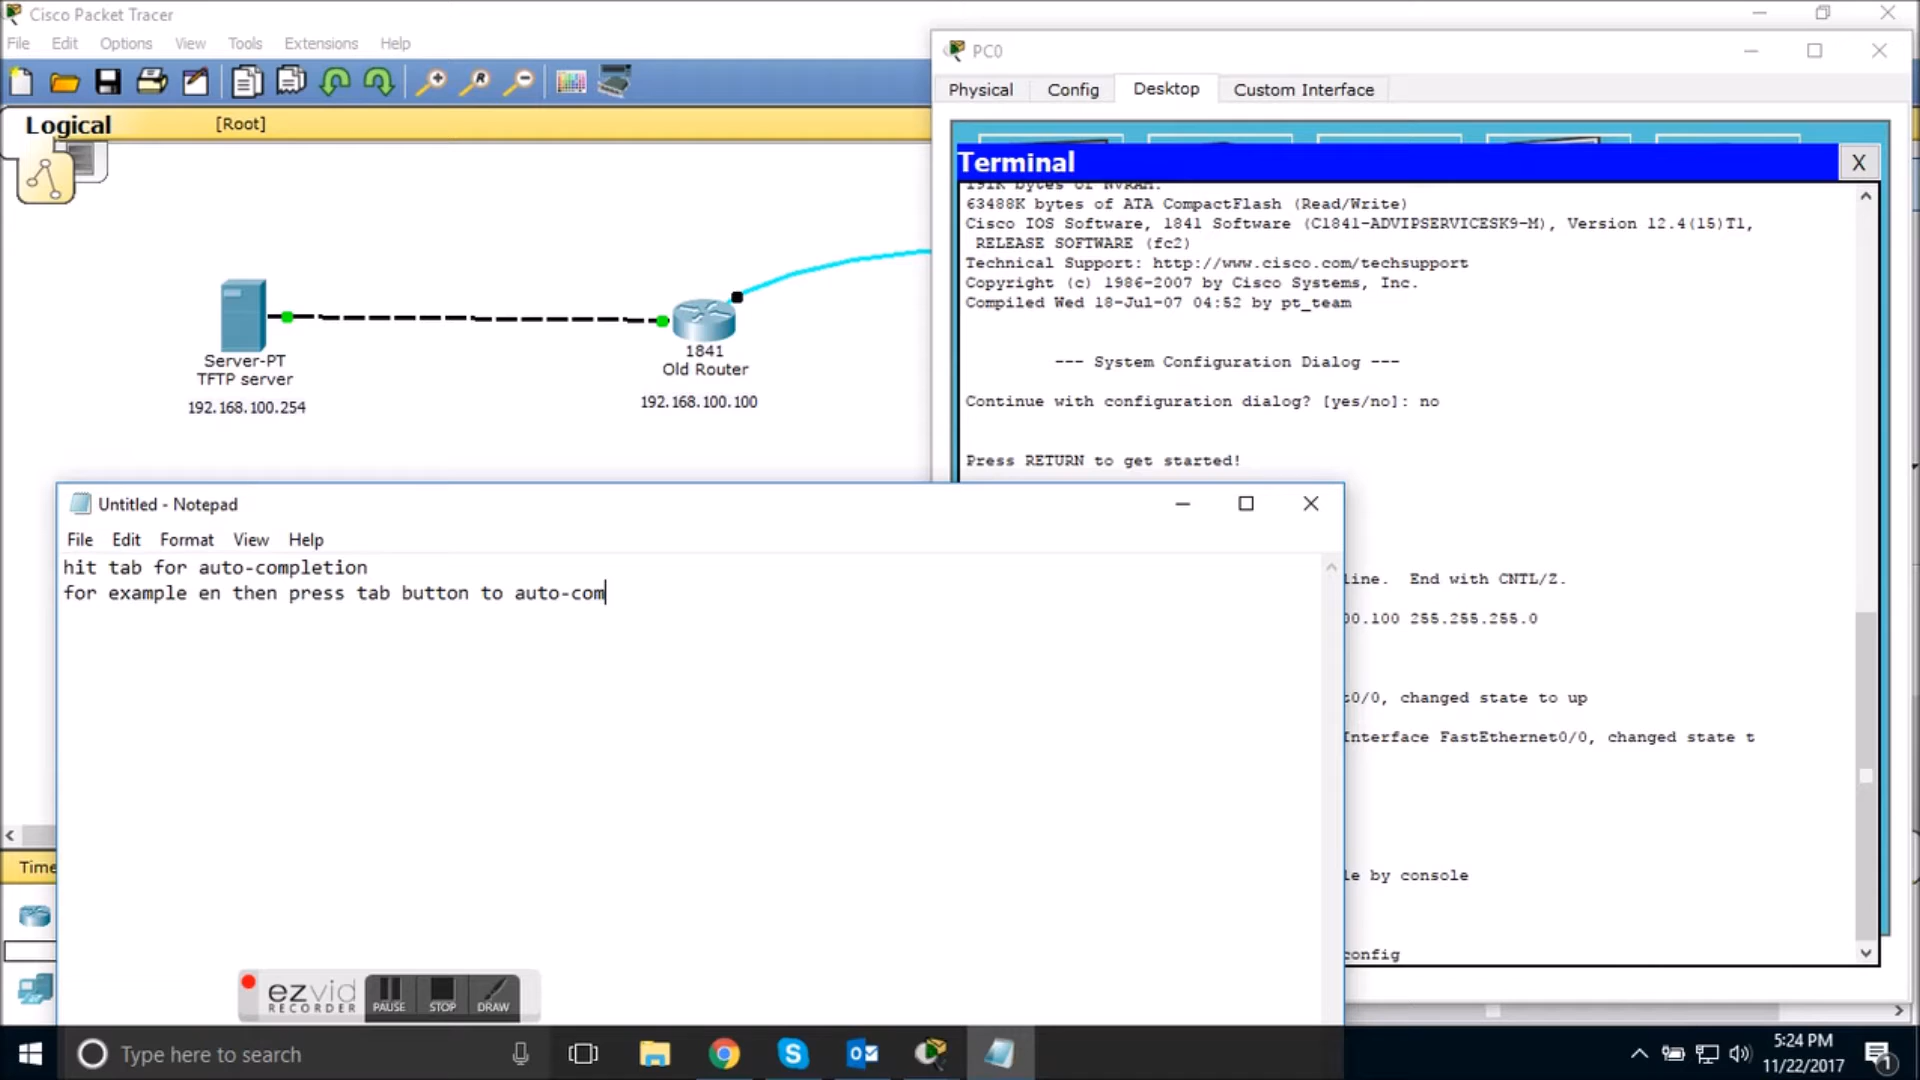 Cisco Packet Tracer
File Edit Options View Tools Extensions Help
Logical [Root]
Server-PT
TFTP server
192.168.100.254
1841
Old Router
192.168.100.100
PC0
Physical Config Desktop Custom Interface
Terminal X
191K bytes of NVRAM.
63488K bytes of ATA CompactFlash (Read/Write)
Cisco IOS Software, 1841 Software (C1841-ADVIPSERVICESK9-M), Version 12.4(15)T1,
RELEASE SOFTWARE (fc2)
Technical Support: http://www.cisco.com/techsupport
Copyright (c) 1986-2007 by Cisco Systems, Inc.
Compiled Wed 18-Jul-07 04:52 by pt_team
--- System Configuration Dialog ---
Continue with configuration dialog? [yes/no]: no
Press RETURN to get started!
line. End with CNTL/Z.
00.100 255.255.255.0
t0/0, changed state to up
Interface FastEthernet0/0, changed state t
le by console
config
Untitled - Notepad
File Edit Format View Help
hit tab for auto-completion
for example en then press tab button to auto-com
Time
ezvid
RECORDER
PAUSE STOP DRAW
Type here to search
5:24 PM
11/22/2017
1